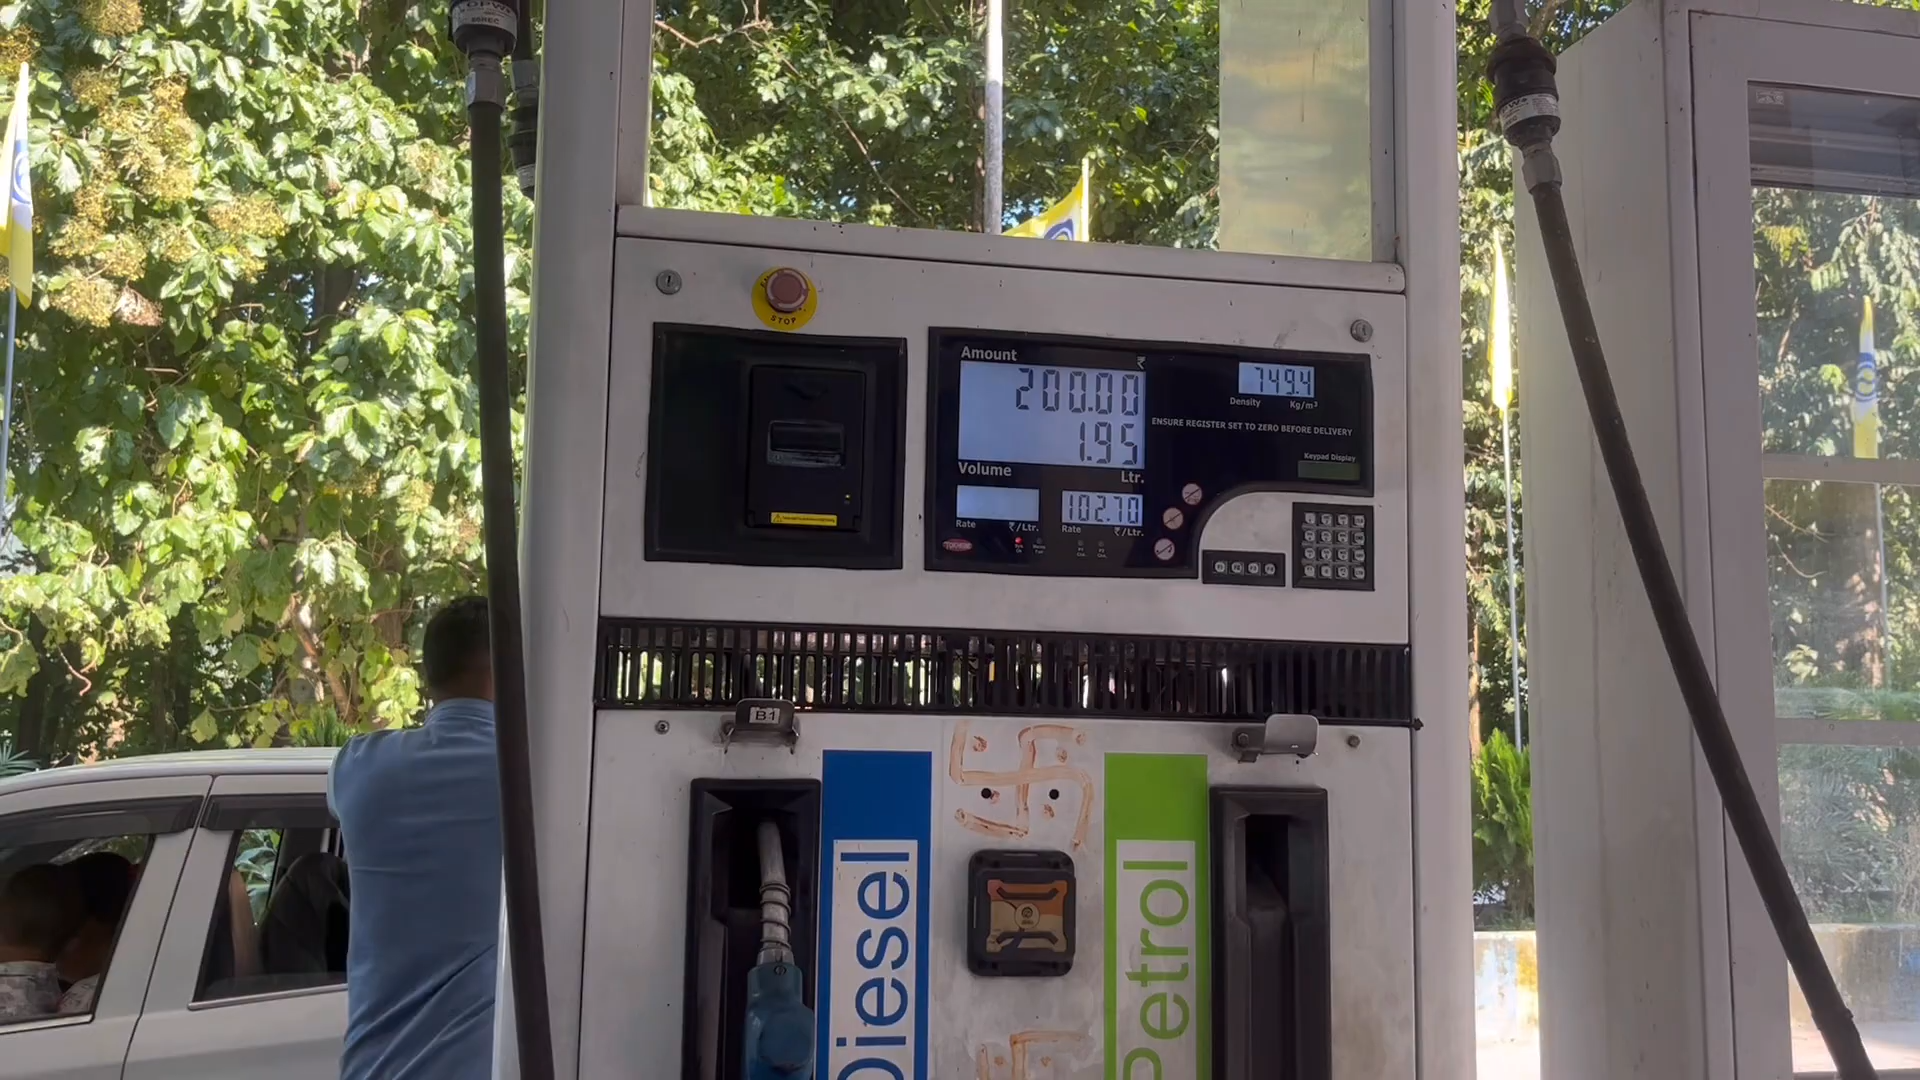 OPW
STOP
Amount ₹
200.00
1.95
Volume Ltr.
749.4
Density Kg/m³
ENSURE REGISTER SET TO ZERO BEFORE DELIVERY
Keypad Display
102.70
Rate ₹/Ltr.
Rate ₹/Ltr.
B1
Diesel
Petrol